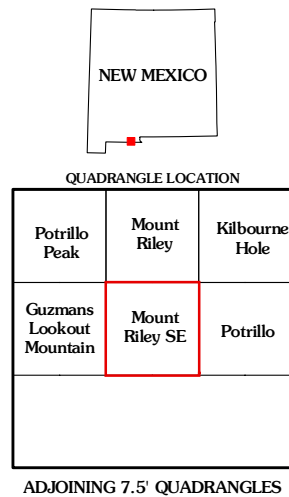 NEW MEXICO
QUADRANGLE LOCATION
Potrillo
Peak
Mount
Riley
Kilbourne
Hole
Guzmans
Lookout
Mountain
Mount
Riley SE
Potrillo
ADJOINING 7.5' QUADRANGLES